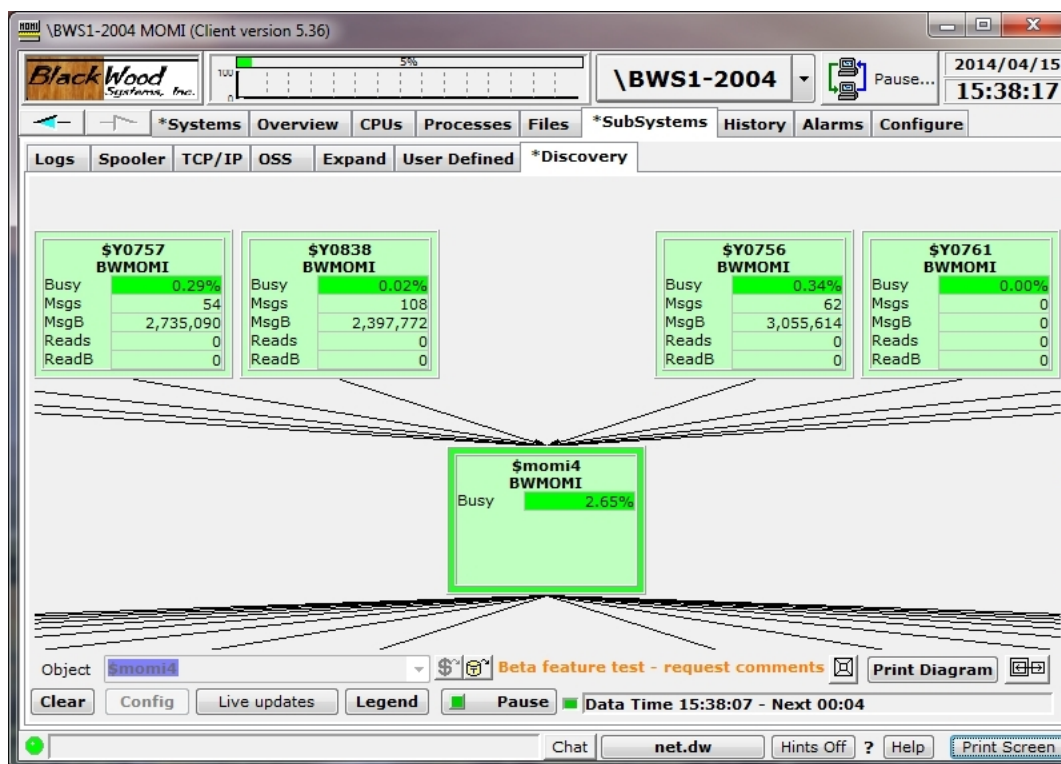 MOMI
\BWS1-2004 MOMI (Client version 5.36)
BlackWood Systems, Inc.
100
0
5%
\BWS1-2004
Pause...
2014/04/15
15:38:17
*Systems Overview CPUs Processes Files *SubSystems History Alarms Configure
Logs Spooler TCP/IP OSS Expand User Defined *Discovery
$Y0757
BWMOMI
Busy 0.29%
Msgs 54
MsgB 2,735,090
Reads 0
ReadB 0
$Y0838
BWMOMI
Busy 0.02%
Msgs 108
MsgB 2,397,772
Reads 0
ReadB 0
$Y0756
BWMOMI
Busy 0.34%
Msgs 62
MsgB 3,055,614
Reads 0
ReadB 0
$Y0761
BWMOMI
Busy 0.00%
Msgs 0
MsgB 0
Reads 0
ReadB 0
$momi4
BWMOMI
Busy 2.65%
Object $momi4 Beta feature test - request comments Print Diagram
Clear Config Live updates Legend Pause Data Time 15:38:07 - Next 00:04
Chat net.dw Hints Off ? Help Print Screen